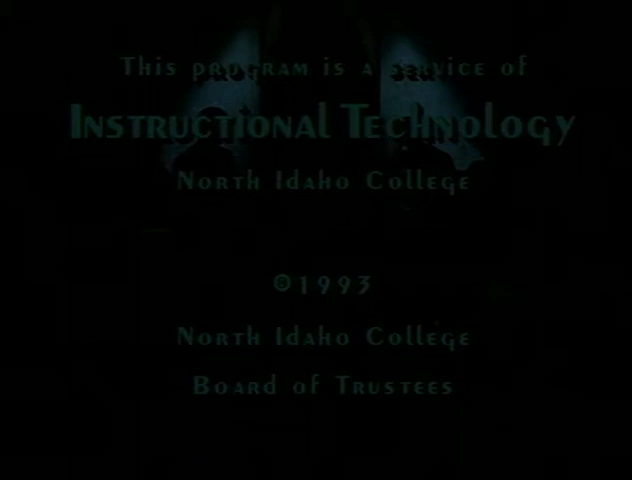 This program is a service of
Instructional Technology
North Idaho College
©1993
North Idaho College
Board of Trustees